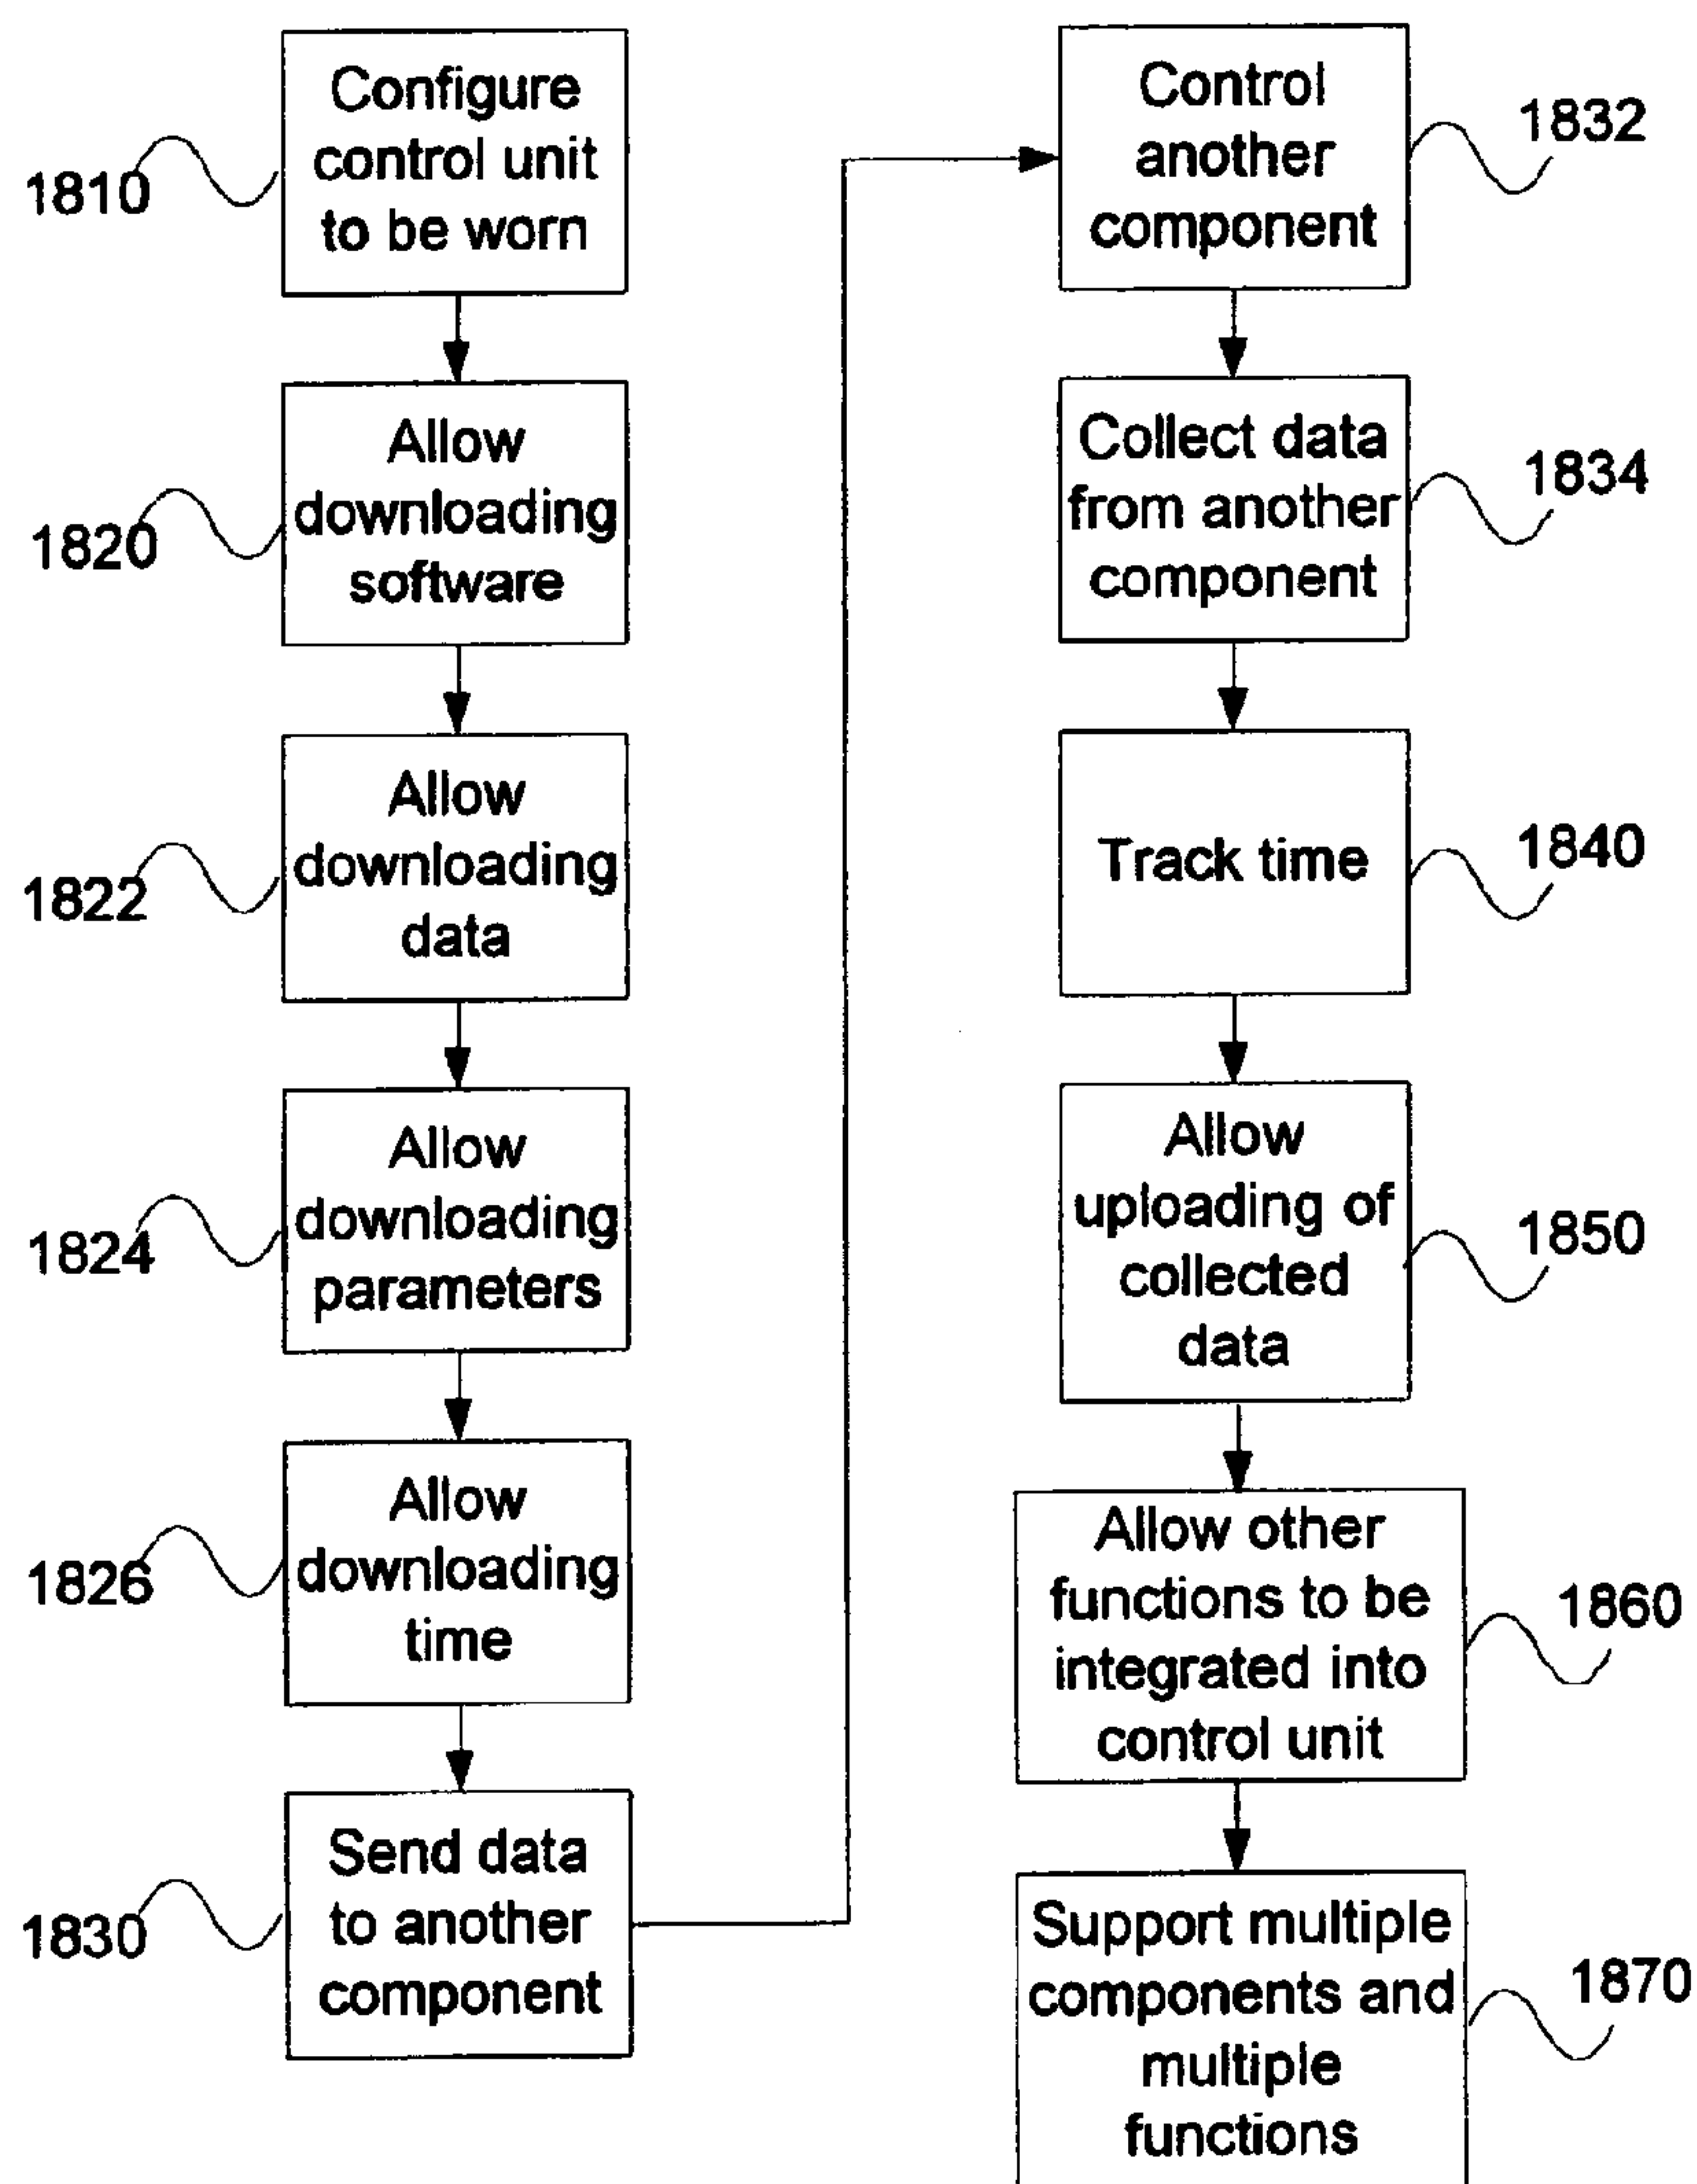 Configure
control unit
to be worn
1810
Allow
downloading
software
1820
Allow
downloading
data
1822
Allow
downloading
parameters
1824
Allow
downloading
time
1826
Send data
to another
component
1830
Control
another
component
1832
Collect data
from another
component
1834
Track time
1840
Allow
uploading of
collected
data
1850
Allow other
functions to be
integrated into
control unit
1860
Support multiple
components and
multiple
functions
1870